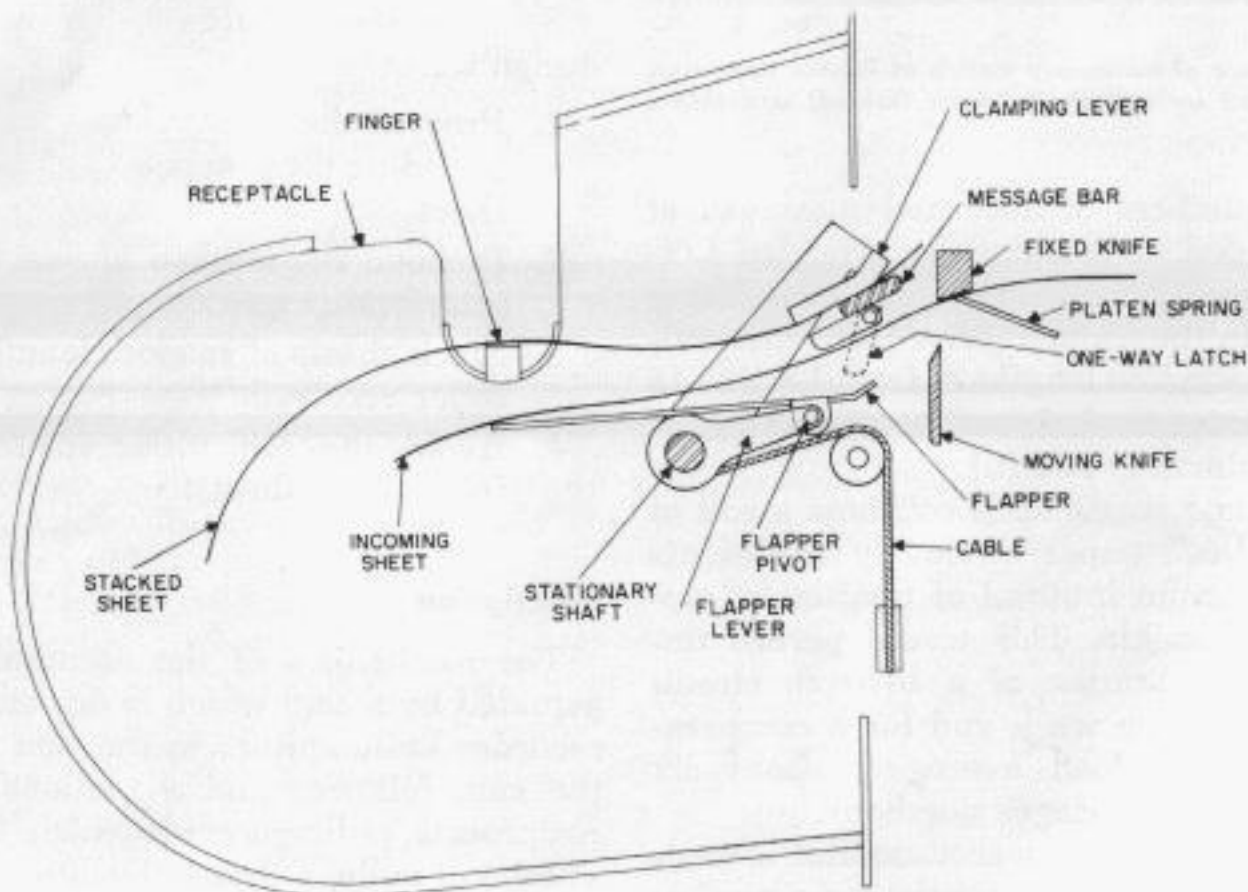 FINGER
RECEPTACLE
CLAMPING LEVER
MESSAGE BAR
FIXED KNIFE
PLATEN SPRING
ONE-WAY LATCH
MOVING KNIFE
FLAPPER
CABLE
FLAPPER
PIVOT
FLAPPER
LEVER
STATIONARY
SHAFT
INCOMING
SHEET
STACKED
SHEET